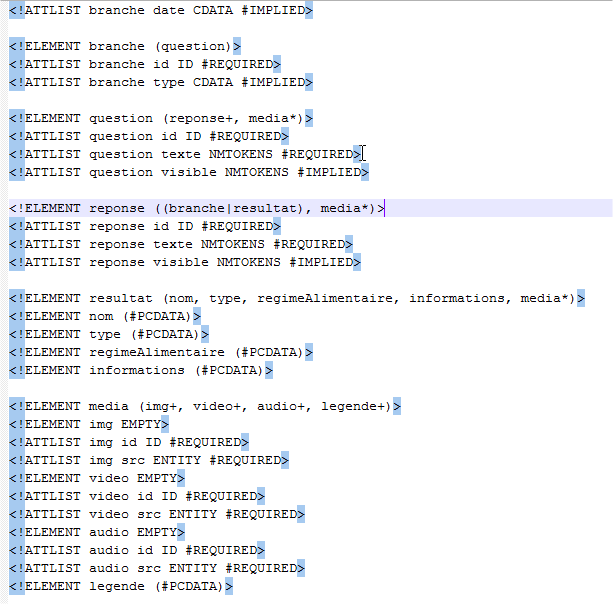 <!ATTLIST branche date CDATA #IMPLIED>
<!ELEMENT branche (question)>
<!ATTLIST branche id ID #REQUIRED>
<!ATTLIST branche type CDATA #IMPLIED>
<!ELEMENT question (reponse+, media*)>
<!ATTLIST question id ID #REQUIRED>
<!ATTLIST question texte NMTOKENS #REQUIRED>
<!ATTLIST question visible NMTOKENS #IMPLIED>
<!ELEMENT reponse ((branche|resultat), media*)>
<!ATTLIST reponse id ID #REQUIRED>
<!ATTLIST reponse texte NMTOKENS #REQUIRED>
<!ATTLIST reponse visible NMTOKENS #IMPLIED>
<!ELEMENT resultat (nom, type, regimeAlimentaire, informations, media*)>
<!ELEMENT nom (#PCDATA)>
<!ELEMENT type (#PCDATA)>
<!ELEMENT regimeAlimentaire (#PCDATA)>
<!ELEMENT informations (#PCDATA)>
<!ELEMENT media (img+, video+, audio+, legende+)>
<!ELEMENT img EMPTY>
<!ATTLIST img id ID #REQUIRED>
<!ATTLIST img src ENTITY #REQUIRED>
<!ELEMENT video EMPTY>
<!ATTLIST video id ID #REQUIRED>
<!ATTLIST video src ENTITY #REQUIRED>
<!ELEMENT audio EMPTY>
<!ATTLIST audio id ID #REQUIRED>
<!ATTLIST audio src ENTITY #REQUIRED>
<!ELEMENT legende (#PCDATA)>